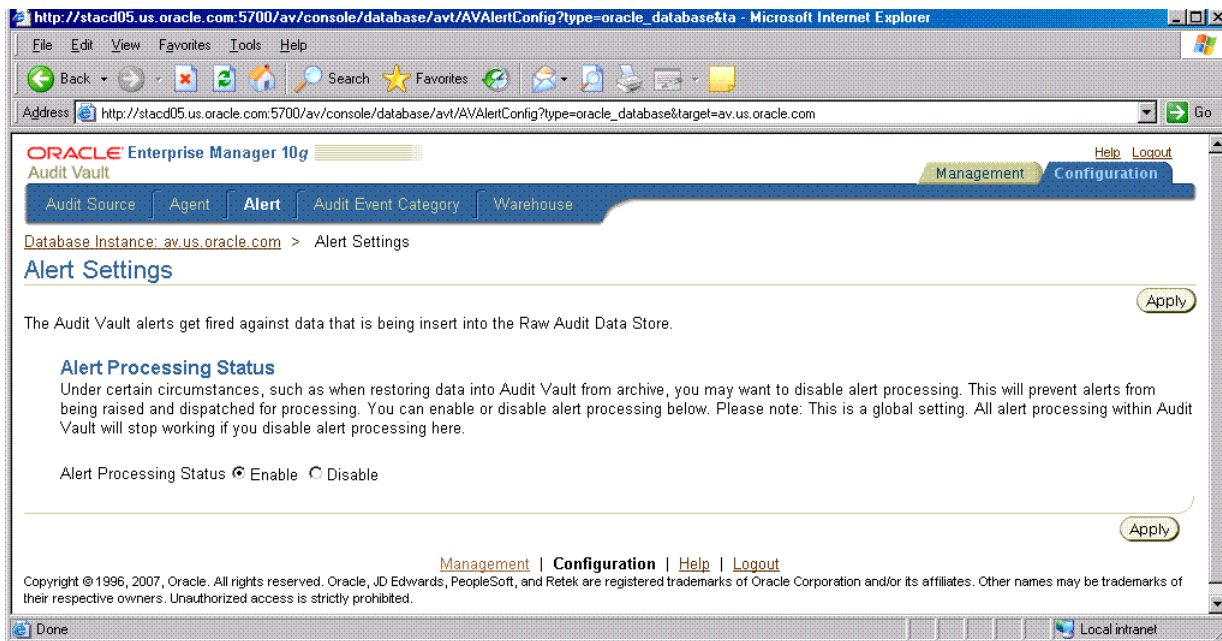 http://stacd05.us.oracle.com:5700/av/console/database/avt/AVAlertConfig?type=oracle_database&ta - Microsoft Internet Explorer
File Edit View Favorites Tools Help
Back Search Favorites
Address http://stacd05.us.oracle.com:5700/av/console/database/avt/AVAlertConfig?type=oracle_database&target=av.us.oracle.com Go
ORACLE Enterprise Manager 10g
Audit Vault
Help Logout
Management Configuration
Audit Source Agent Alert Audit Event Category Warehouse
Database Instance: av.us.oracle.com > Alert Settings
Alert Settings
Apply
The Audit Vault alerts get fired against data that is being insert into the Raw Audit Data Store.
Alert Processing Status
Under certain circumstances, such as when restoring data into Audit Vault from archive, you may want to disable alert processing. This will prevent alerts from
being raised and dispatched for processing. You can enable or disable alert processing below. Please note: This is a global setting. All alert processing within Audit
Vault will stop working if you disable alert processing here.
Alert Processing Status Enable Disable
Apply
Management | Configuration | Help | Logout
Copyright © 1996, 2007, Oracle. All rights reserved. Oracle, JD Edwards, PeopleSoft, and Retek are registered trademarks of Oracle Corporation and/or its affiliates. Other names may be trademarks of
their respective owners. Unauthorized access is strictly prohibited.
Done Local intranet